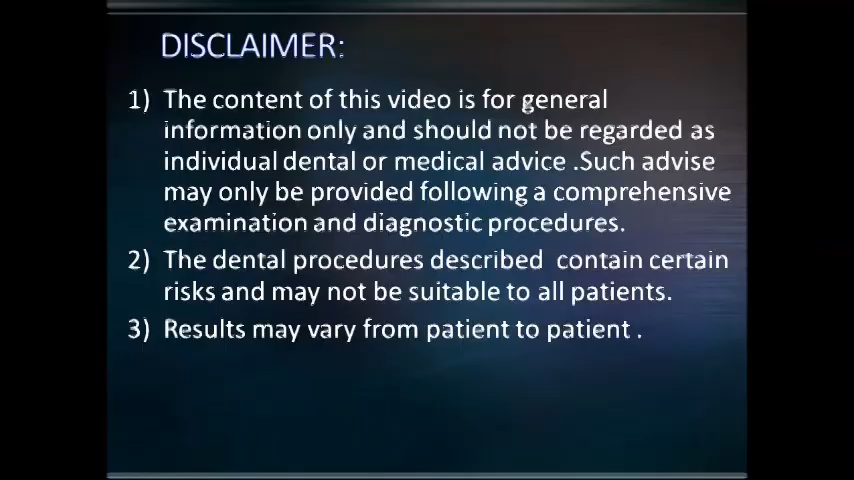 DISCLAIMER:
1) The content of this video is for general
information only and should not be regarded as
individual dental or medical advice .Such advise
may only be provided following a comprehensive
examination and diagnostic procedures.
2) The dental procedures described contain certain
risks and may not be suitable to all patients.
3) Results may vary from patient to patient .